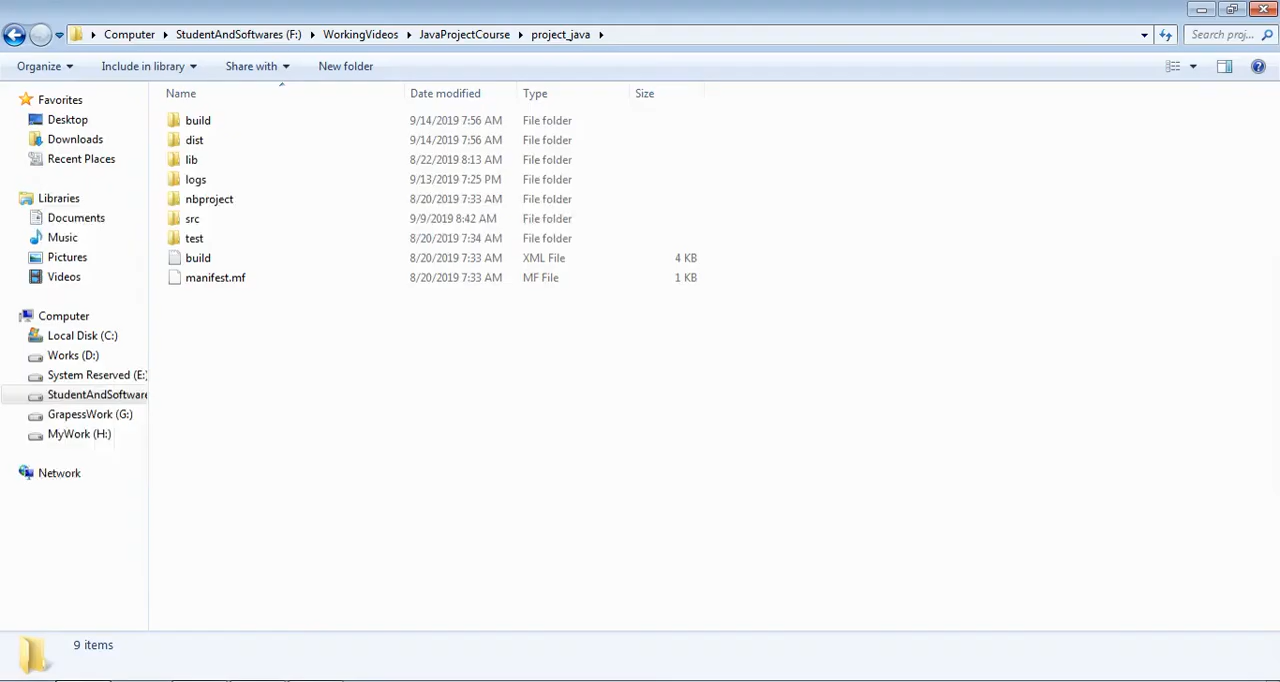 Computer StudentAndSoftwares (F:) WorkingVideos JavaProjectCourse project_java Search proj...
Organize Include in library Share with New folder
Name Date modified Type Size
Favorites
Desktop
Downloads
Recent Places
Libraries
Documents
Music
Pictures
Videos
Computer
Local Disk (C:)
Works (D:)
System Reserved (E:
StudentAndSoftware
GrapessWork (G:)
MyWork (H:)
Network
build 9/14/2019 7:56 AM File folder
dist 9/14/2019 7:56 AM File folder
lib 8/22/2019 8:13 AM File folder
logs 9/13/2019 7:25 PM File folder
nbproject 8/20/2019 7:33 AM File folder
src 9/9/2019 8:42 AM File folder
test 8/20/2019 7:34 AM File folder
build 8/20/2019 7:33 AM XML File 4 KB
manifest.mf 8/20/2019 7:33 AM MF File 1 KB
9 items